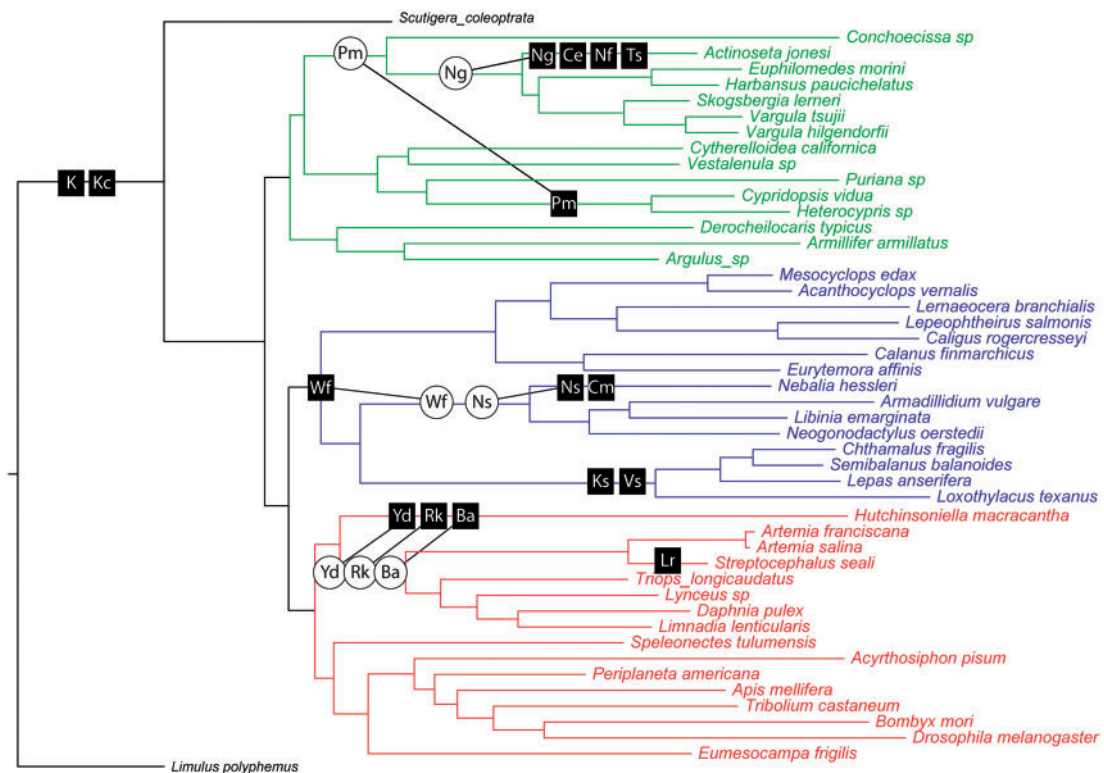 Scutigera_coleoptrata
Pm
Conchoecissa sp
Ng
Ng Ce Nf Ts
Actinoseta jonesi
Euphilomedes morini
Harbansus paucichelatus
Skogsbergia lerneri
Vargula tsujii
Vargula hilgendorfii
Cytherelloidea californica
Vestalenula sp
K Kc
Puriana sp
Cypridopsis vidua
Pm
Heterocypris sp
Derocheilocaris typicus
Armillifer armillatus
Argulus_sp
Mesocyclops edax
Acanthocyclops vernalis
Lernaeocera branchialis
Lepeophtheirus salmonis
Caligus rogercresseyi
Calanus finmarchicus
Eurytemora affinis
Wf
Wf Ns
Ns Cm
Nebalia hessleri
Armadillidium vulgare
Libinia emarginata
Neogonodactylus oerstedii
Chthamalus fragilis
Semibalanus balanoides
Ks Vs
Lepas anserifera
Loxothylacus texanus
Yd Rk Ba
Hutchinsoniella macracantha
Artemia franciscana
Artemia salina
Lr
Streptocephalus seali
Yd Rk Ba
Triops_longicaudatus
Lynceus sp
Daphnia pulex
Limnadia lenticularis
Speleonectes tulumensis
Acyrthosiphon pisum
Periplaneta americana
Apis mellifera
Tribolium castaneum
Bombyx mori
Drosophila melanogaster
Eumesocampa frigilis
Limulus polyphemus